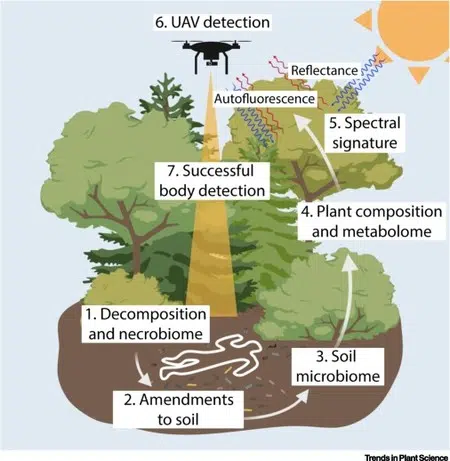 6. UAV detection
Reflectance
Autofluorescence
5. Spectral
signature
7. Successful
body detection
4. Plant composition
and metabolome
1. Decomposition
and necrobiome
3. Soil
microbiome
2. Amendments
to soil
Trends in Plant Science